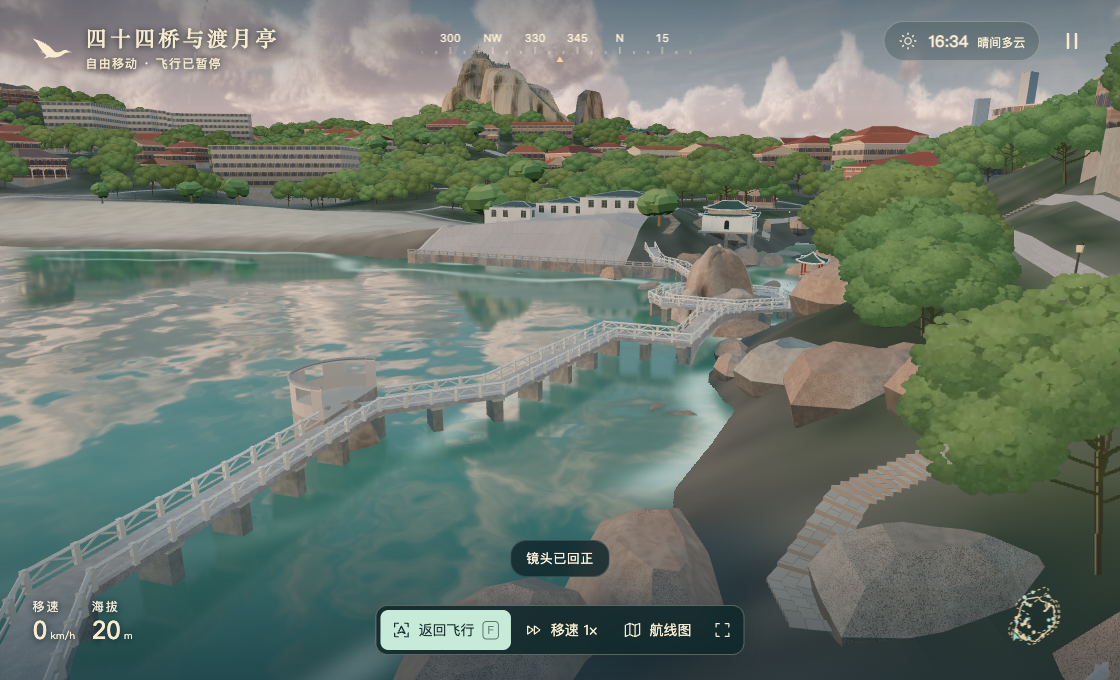 四十四桥与渡月亭
自由移动 · 飞行已暂停
300 NW 330 345 N 15
16:34 晴间多云
镜头已回正
移速 海拔
0 km/h 20 m
返回飞行 F 移速 1x 航线图